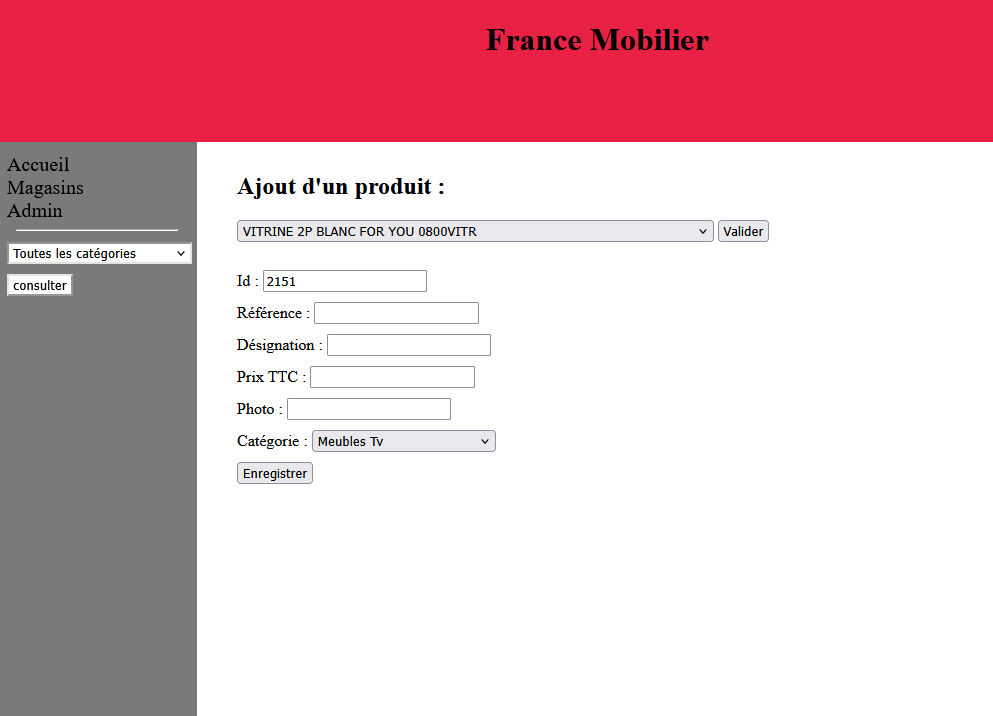 France Mobilier
Accueil
Magasins
Admin
Toutes les catégories
consulter
Ajout d'un produit :
VITRINE 2P BLANC FOR YOU 0800VITR Valider
Id : 2151
Référence :
Désignation :
Prix TTC :
Photo :
Catégorie : Meubles Tv
Enregistrer